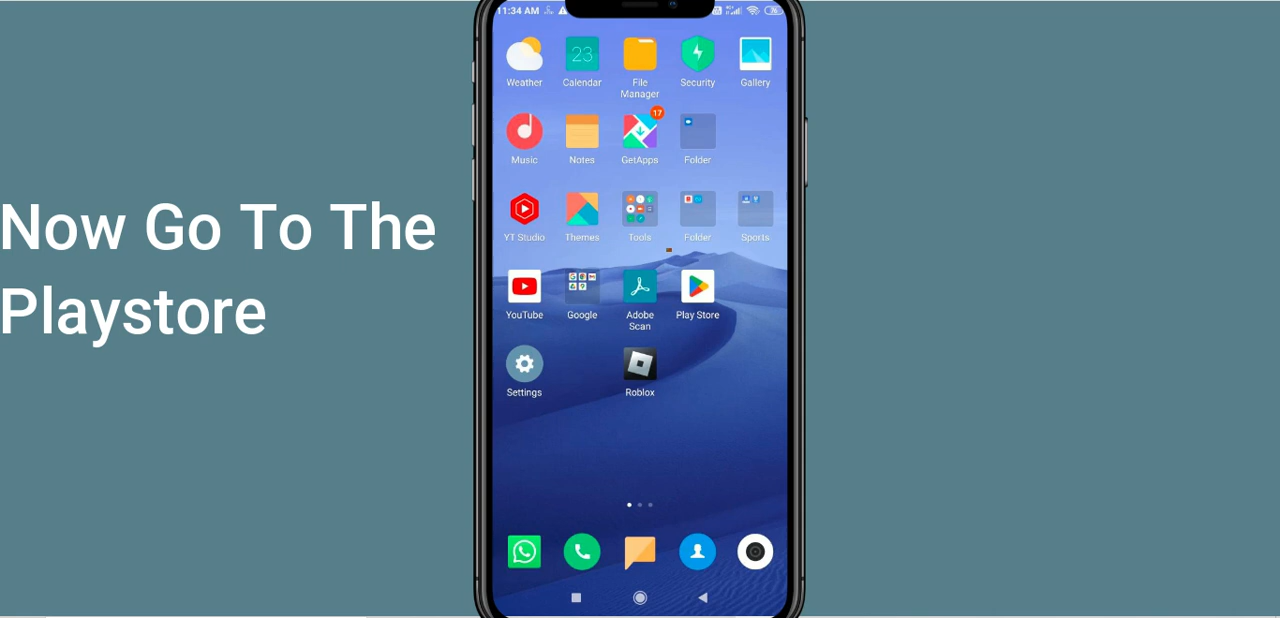 11:34 AM
Weather
Calendar
File
Manager
Security
Gallery
23
17
Music
Notes
GetApps
Folder
YT Studio
Themes
Tools
Folder
Sports
Now Go To The
Playstore
YouTube
Google
Adobe
Scan
Play Store
Settings
Roblox